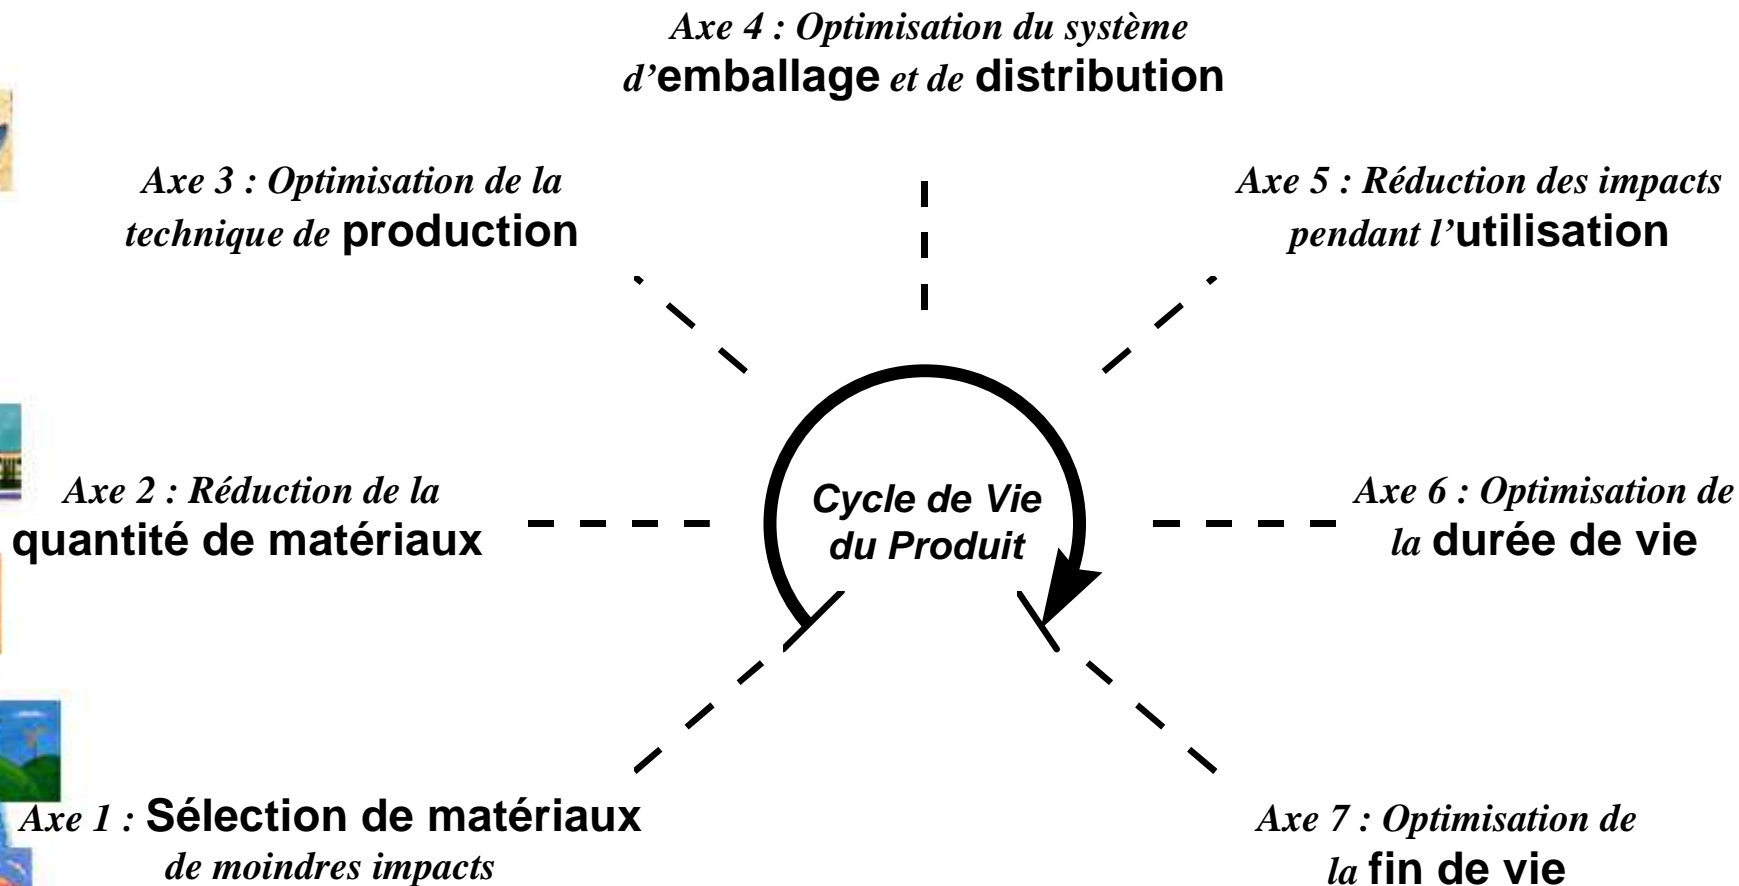 Axe 4 : Optimisation du système
d’emballage et de distribution
Axe 3 : Optimisation de la
technique de production
Axe 5 : Réduction des impacts
pendant l’utilisation
Axe 2 : Réduction de la
quantité de matériaux
Cycle de Vie
du Produit
Axe 6 : Optimisation de
la durée de vie
Axe 1 : Sélection de matériaux
de moindres impacts
Axe 7 : Optimisation de
la fin de vie